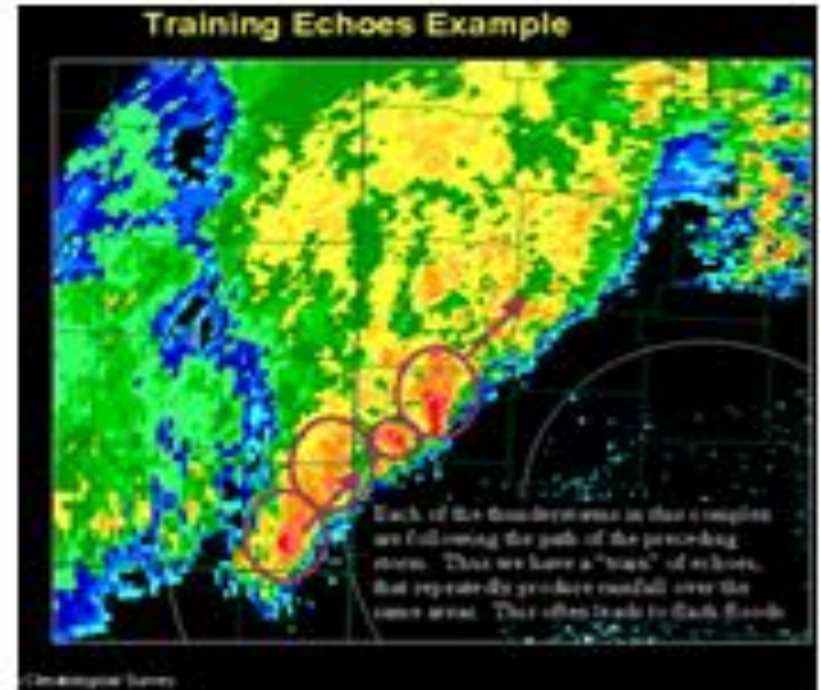 Training Echoes Example
Each of the thunderstorms in this complex
are following the path of the preceding
storm. Thus we have a "train" of echoes,
that repeatedly produce rainfall over the
same areas. This often leads to flash floods.
Climatological Survey